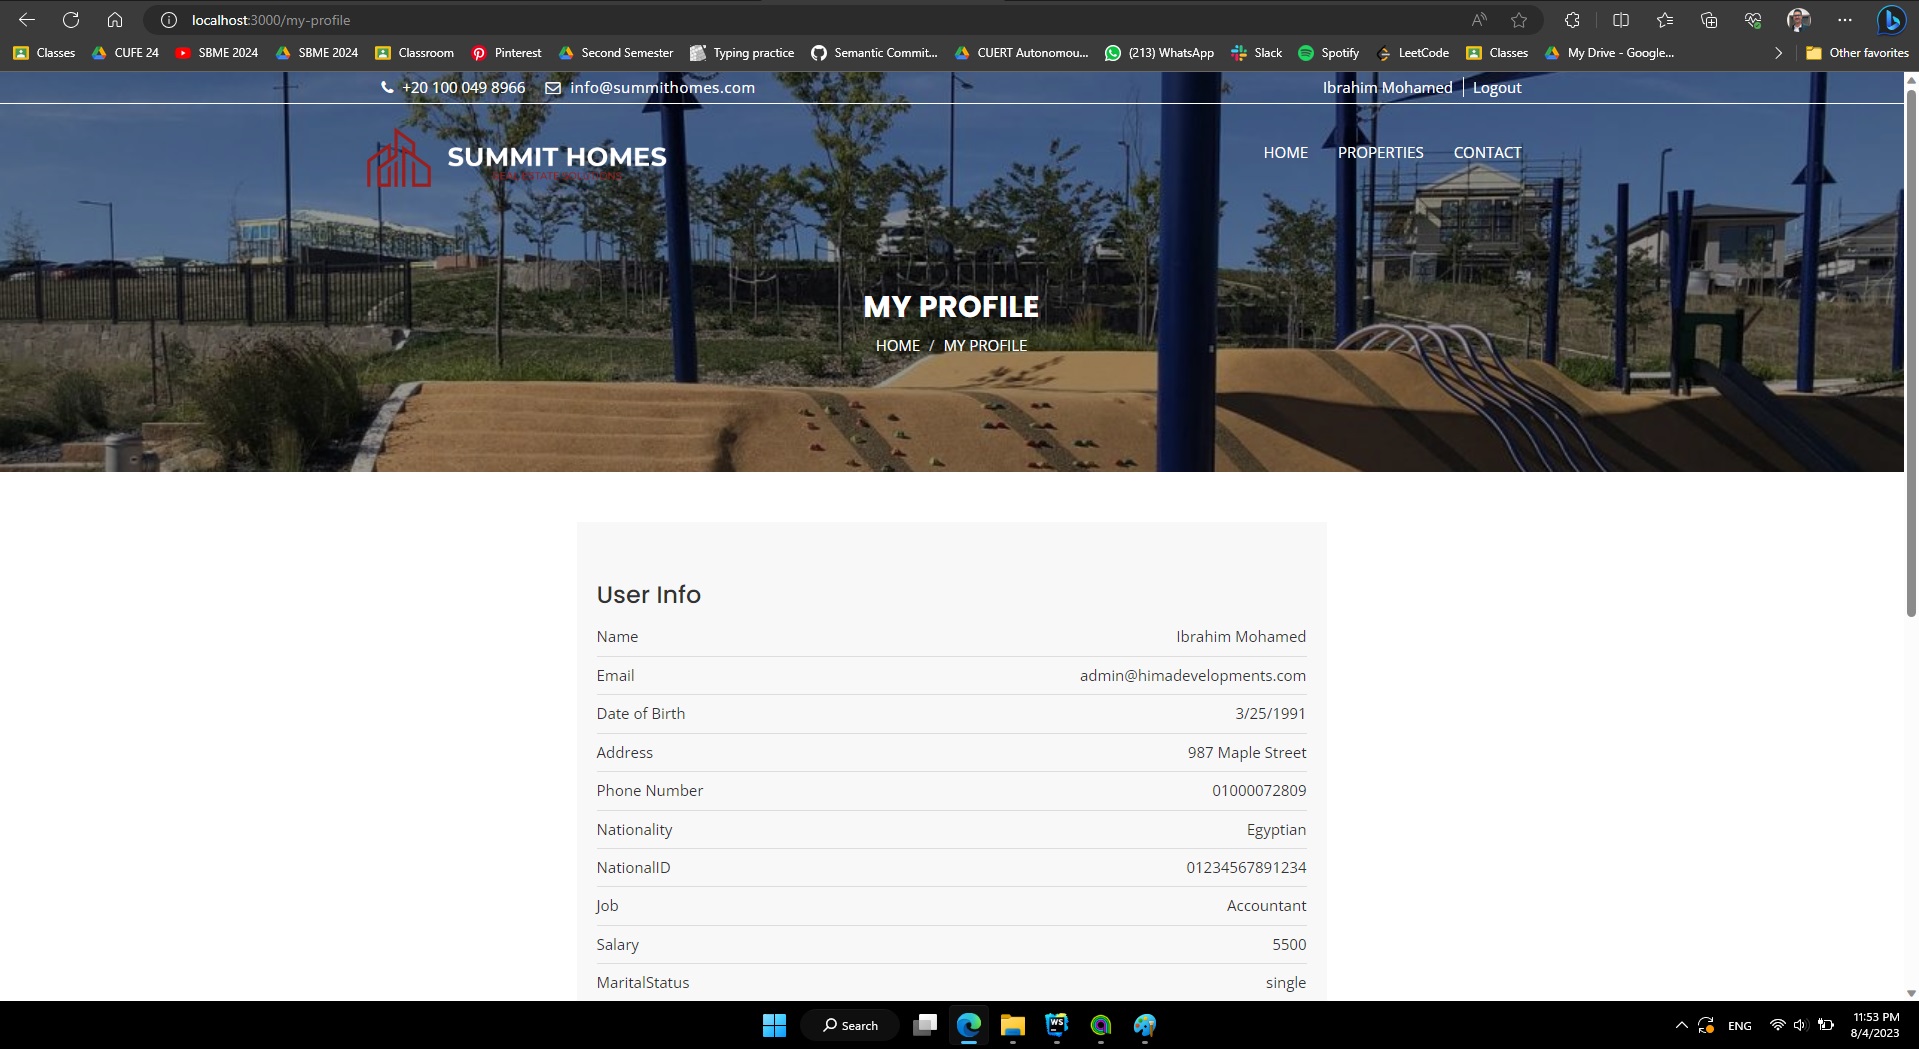 localhost:3000/my-profile
Classes CUFE 24 SBME 2024 SBME 2024 Classroom Pinterest Second Semester Typing practice Semantic Commit... CUERT Autonomou... (213) WhatsApp Slack Spotify LeetCode Classes My Drive - Google... Other favorites
+20 100 049 8966 info@summithomes.com Ibrahim Mohamed Logout
SUMMIT HOMES
REAL ESTATE SOLUTIONS
HOME PROPERTIES CONTACT
MY PROFILE
HOME / MY PROFILE
User Info
Name Ibrahim Mohamed
Email admin@himadevelopments.com
Date of Birth 3/25/1991
Address 987 Maple Street
Phone Number 01000072809
Nationality Egyptian
NationalID 01234567891234
Job Accountant
Salary 5500
MaritalStatus single
Search ENG 11:53 PM
8/4/2023